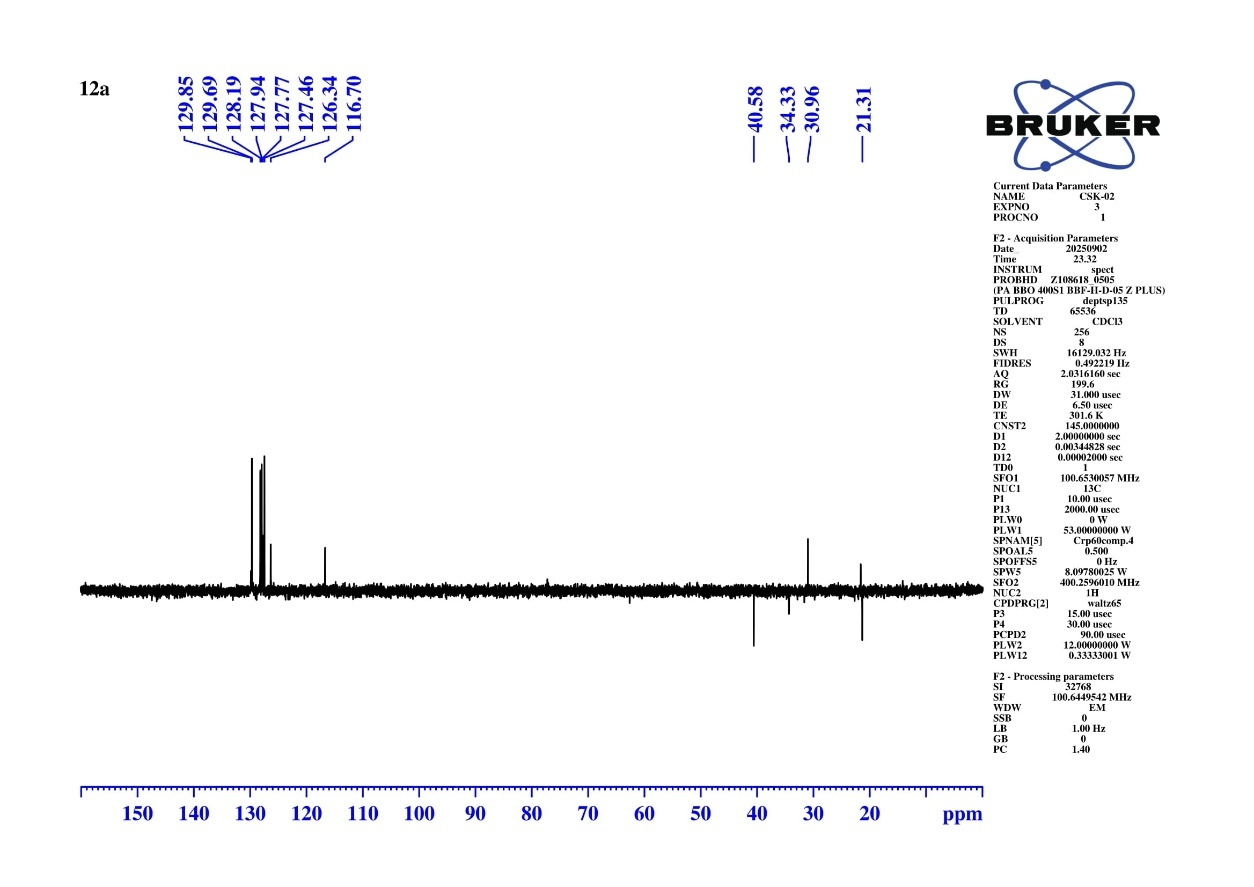 12a
129.85
129.69
128.19
127.94
127.77
127.46
126.34
116.70
40.58
34.33
30.96
21.31
BRUKER
Current Data Parameters
NAME CSK-02
EXPNO 3
PROCNO 1
F2 - Acquisition Parameters
Date_ 20250902
Time 23.32
INSTRUM spect
PROBHD Z108618_0505
(PA BBO 400S1 BBF-H-D-05 Z PLUS)
PULPROG deptsp135
TD 65536
SOLVENT CDCl3
NS 256
DS 8
SWH 16129.032 Hz
FIDRES 0.492219 Hz
AQ 2.0316160 sec
RG 199.6
DW 31.000 usec
DE 6.50 usec
TE 301.6 K
CNST2 145.0000000
D1 2.00000000 sec
D2 0.00344828 sec
D12 0.00002000 sec
TD0 1
SFO1 100.6530057 MHz
NUC1 13C
P1 10.00 usec
P13 2000.00 usec
PLW0 0 W
PLW1 53.00000000 W
SPNAM[5] Crp60comp.4
SPOAL5 0.500
SPOFFS5 0 Hz
SPW5 8.09780025 W
SFO2 400.2596010 MHz
NUC2 1H
CPDPRG[2] waltz65
P3 15.00 usec
P4 30.00 usec
PCPD2 90.00 usec
PLW2 12.00000000 W
PLW12 0.33333001 W
F2 - Processing parameters
SI 32768
SF 100.6449542 MHz
WDW EM
SSB 0
LB 1.00 Hz
GB 0
PC 1.40
150 140 130 120 110 100 90 80 70 60 50 40 30 20 ppm